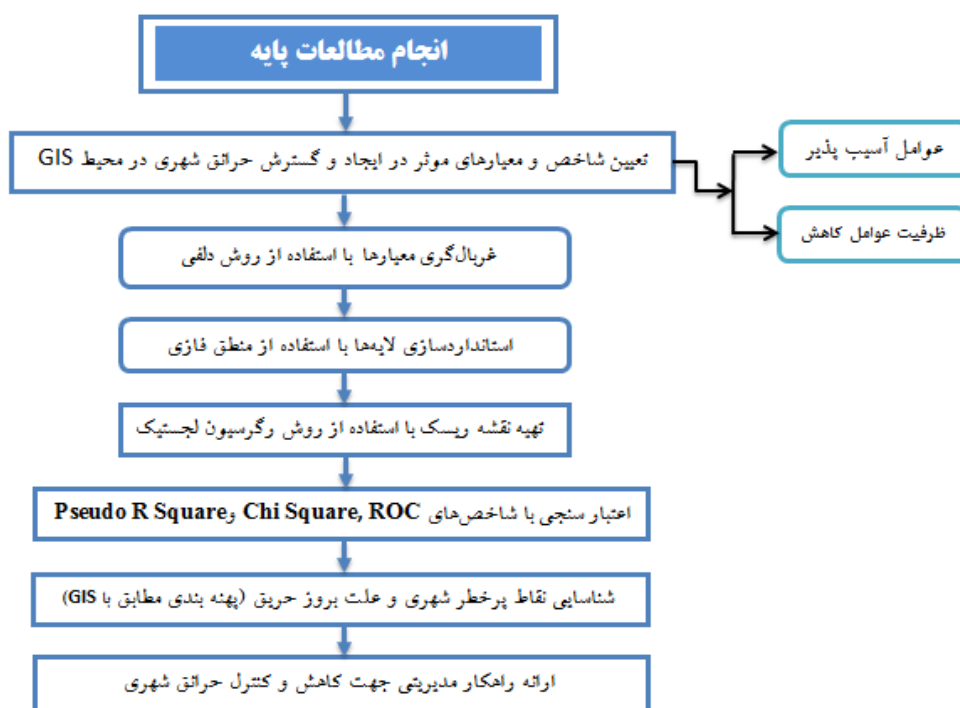 انجام مطالعات پایه
تعیین شاخص و معیارهای موثر در ایجاد و گسترش حرائق شهری در محیط GIS
عوامل آسیب پذیر
ظرفیت عوامل کاهش
غربال‌گری معیارها با استفاده از روش دلفی
استانداردسازی لایه‌ها با استفاده از منطق فازی
تهیه نقشه ریسک با استفاده از روش رگرسیون لجستیک
اعتبار سنجی با شاخص‌های Chi Square, ROC وPseudo R Square
شناسایی نقاط پرخطر شهری و علت بروز حریق (پهنه بندی مطابق با GIS)
ارائه راهکار مدیریتی جهت کاهش و کنترل حرائق شهری